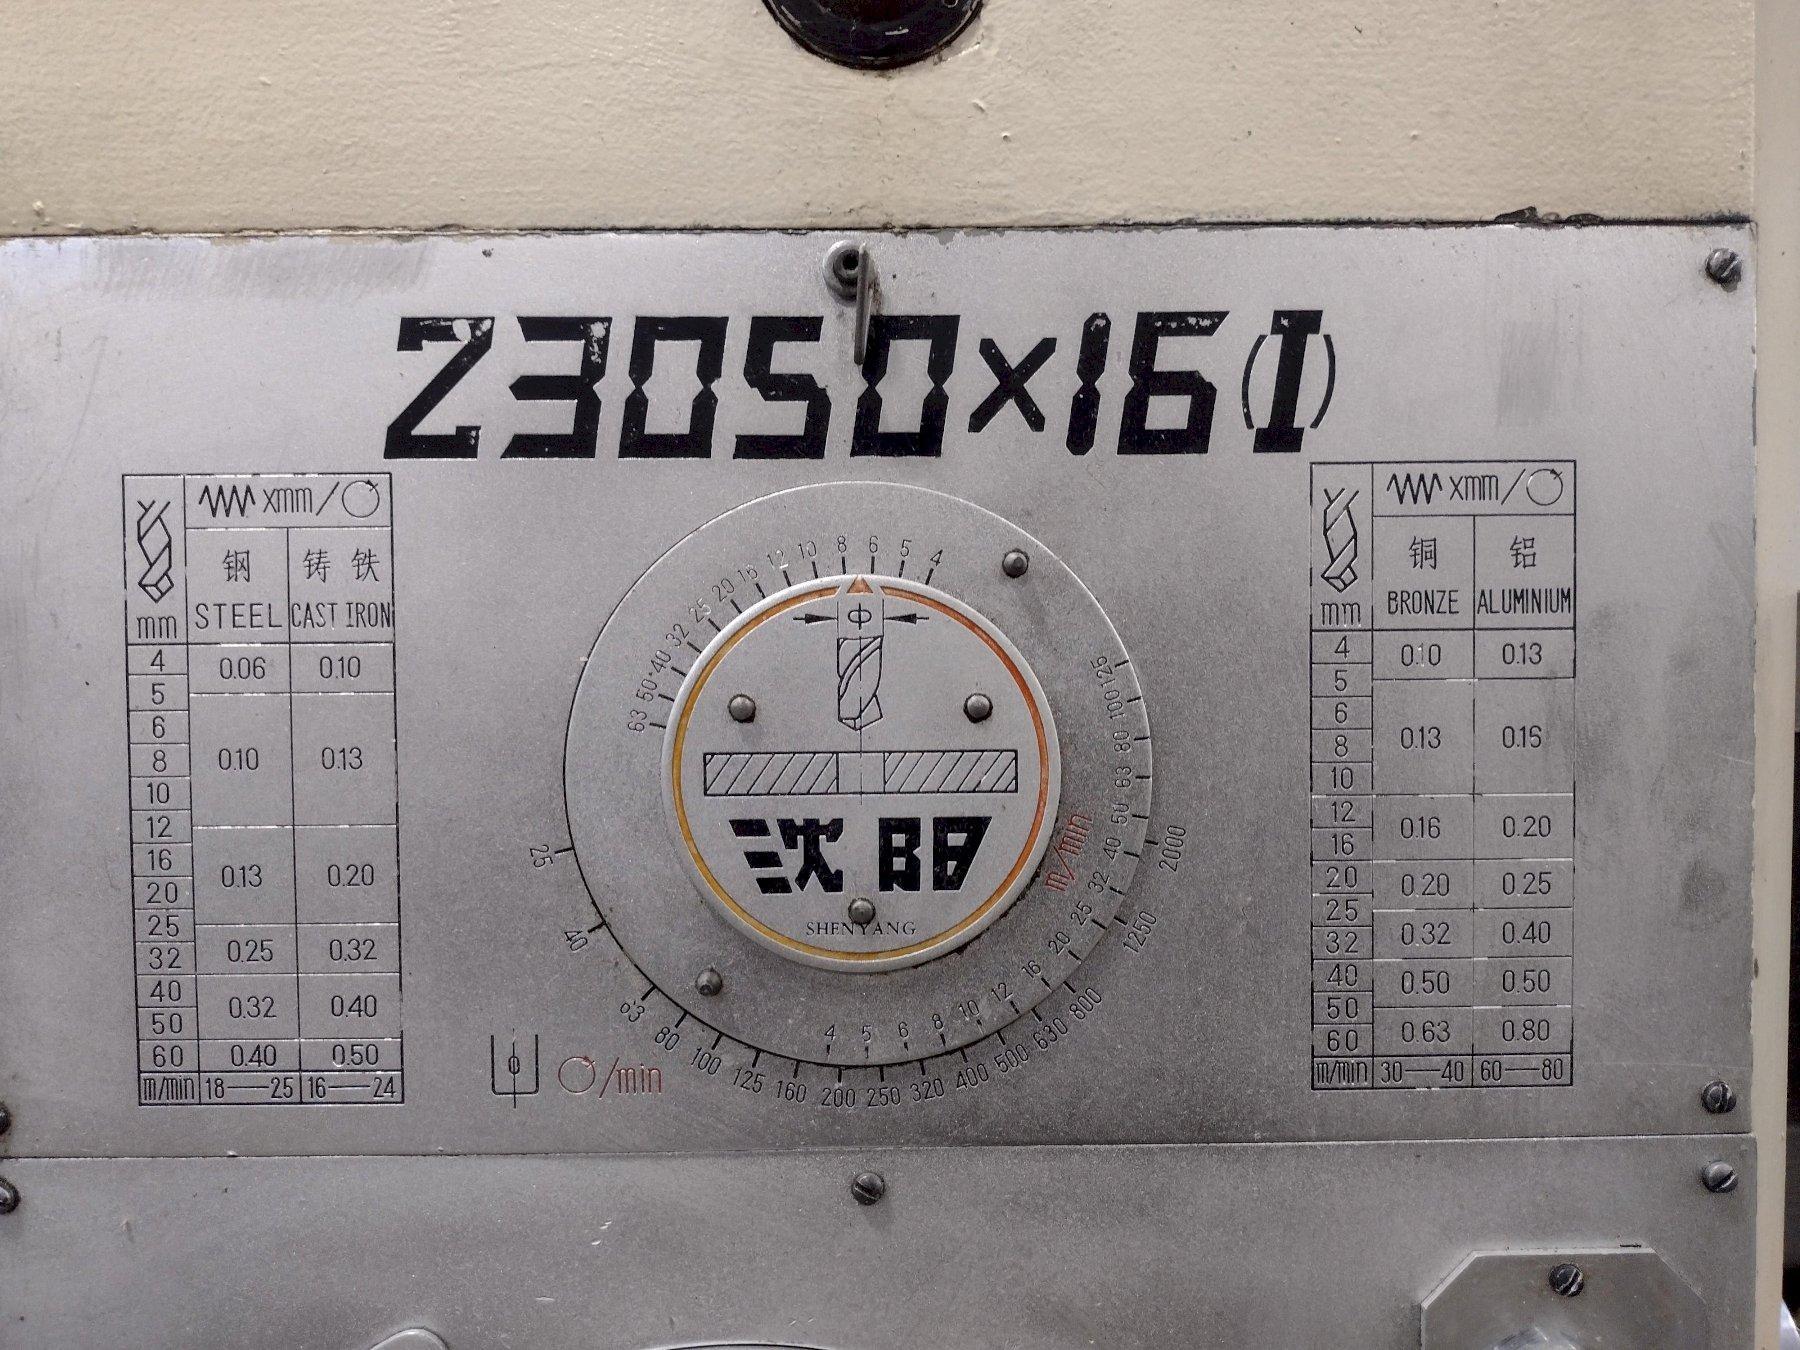 Z3050×16(I)
xmm/
钢 铸铁
mm STEEL CAST IRON
4 0.06 0.10
5
6
8 0.10 0.13
10
12
16
20 0.13 0.20
25
32 0.25 0.32
40
50 0.32 0.40
60 0.40 0.50
m/min 18—25 16—24
63 50 40 32 25 20 16 12 10 8 6 5 4
Φ
沈阳
SHENYANG
125 100 80 63 50 40 32 25 20 16 12 10 8 6 5 4
m/min
25 40 63 80 100 125 160 200 250 320 400 500 630 800 1250 2000
Φ /min
xmm/
铜 铝
mm BRONZE ALUMINIUM
4 0.10 0.13
5
6
8 0.13 0.16
10
12
16 0.16 0.20
20 0.20 0.25
25
32 0.32 0.40
40 0.50 0.50
50
60 0.63 0.80
m/min 30—40 60—80